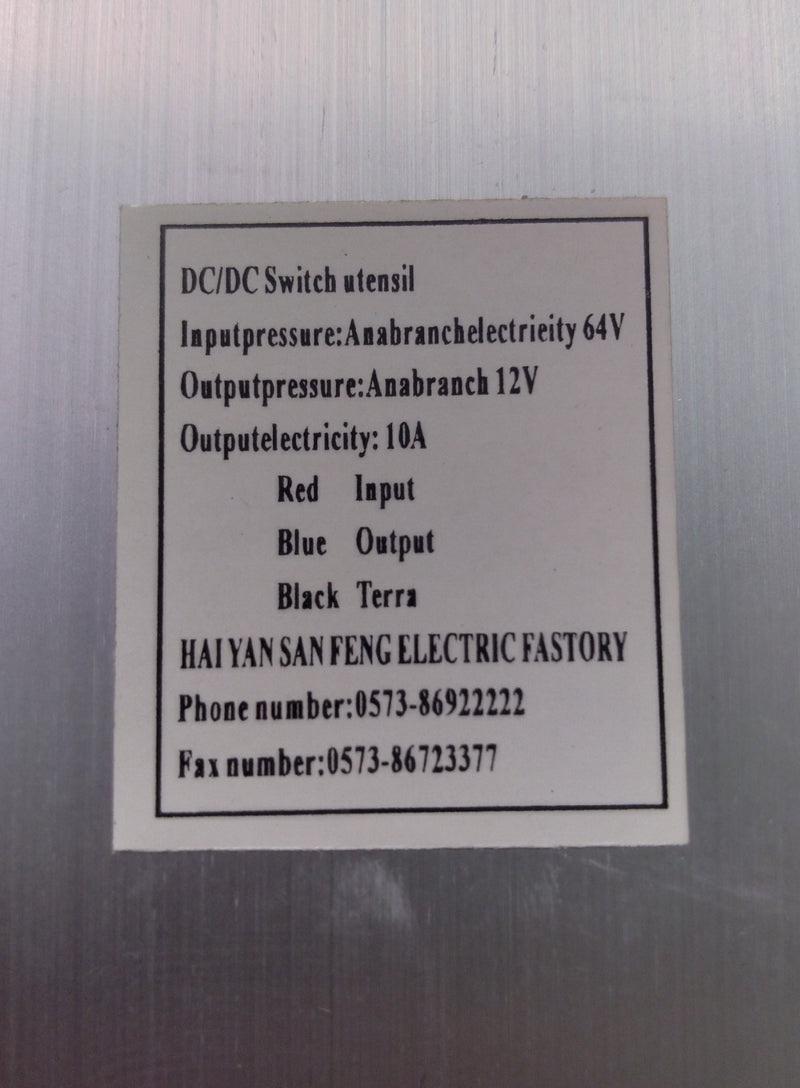 DC/DC Switch utensil
Inputpressure:Anabranchelectrieity 64V
Outputpressure:Anabranch 12V
Outputelectricity: 10A
Red Input
Blue Output
Black Terra
HAI YAN SAN FENG ELECTRIC FASTORY
Phone number:0573-86922222
Fax number:0573-86723377